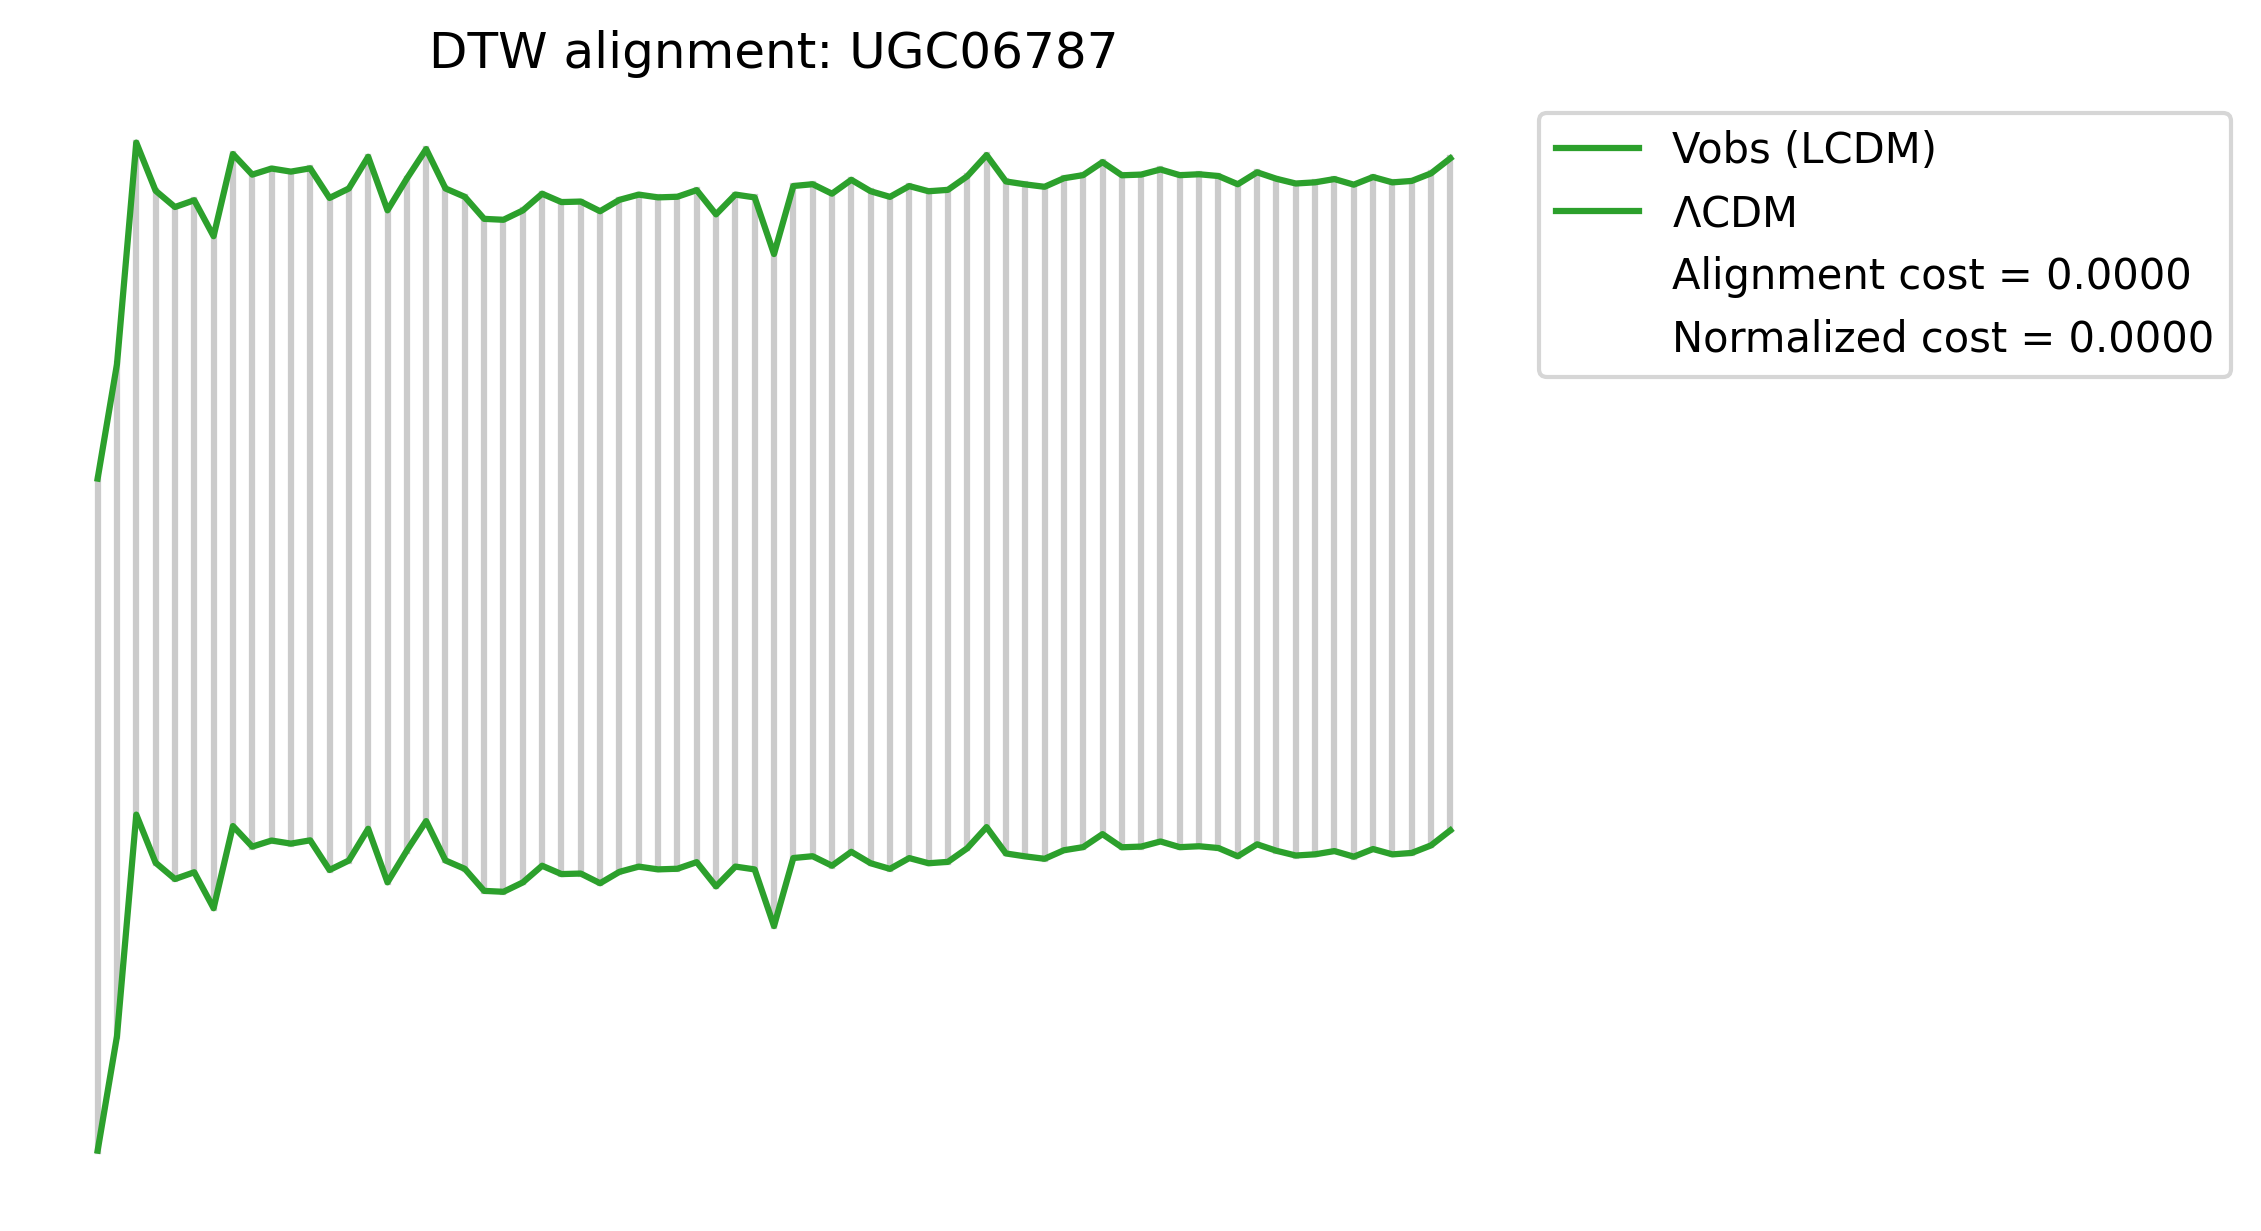 DTW alignment: UGC06787
Vobs (LCDM)
ΛCDM
Alignment cost = 0.0000
Normalized cost = 0.0000